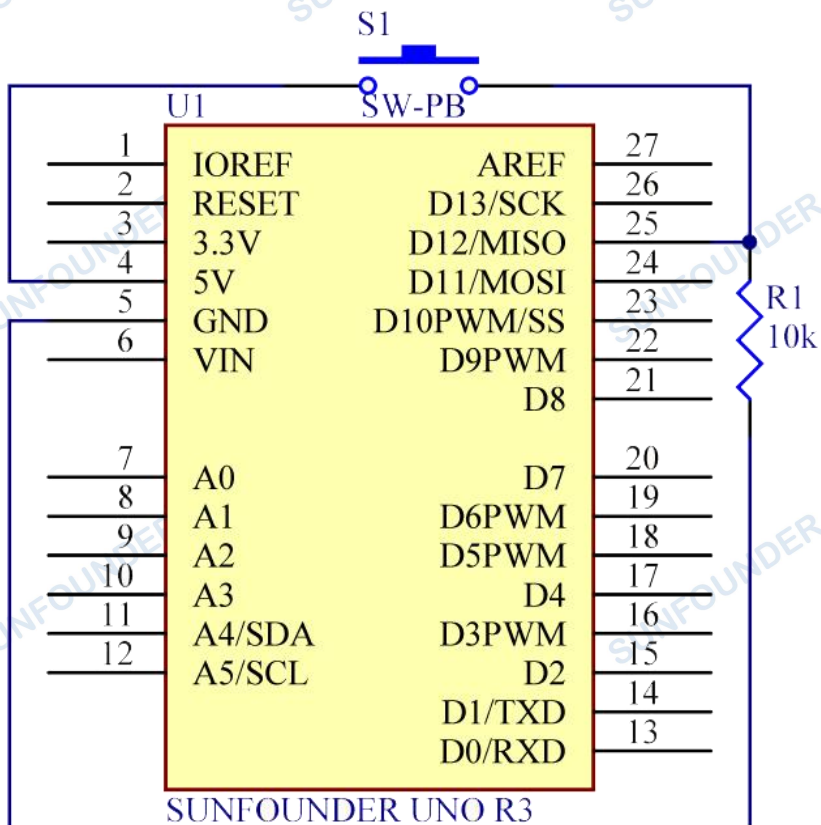 S1
SW-PB
U1
1 IOREF AREF 27
2 RESET D13/SCK 26
3 3.3V D12/MISO 25
4 5V D11/MOSI 24
5 GND D10PWM/SS 23
6 VIN D9PWM 22
D8 21
R1
10k
7 A0 D7 20
8 A1 D6PWM 19
9 A2 D5PWM 18
10 A3 D4 17
11 A4/SDA D3PWM 16
12 A5/SCL D2 15
D1/TXD 14
D0/RXD 13
SUNFOUNDER UNO R3
SUNFOUNDER
SUNFOUNDER